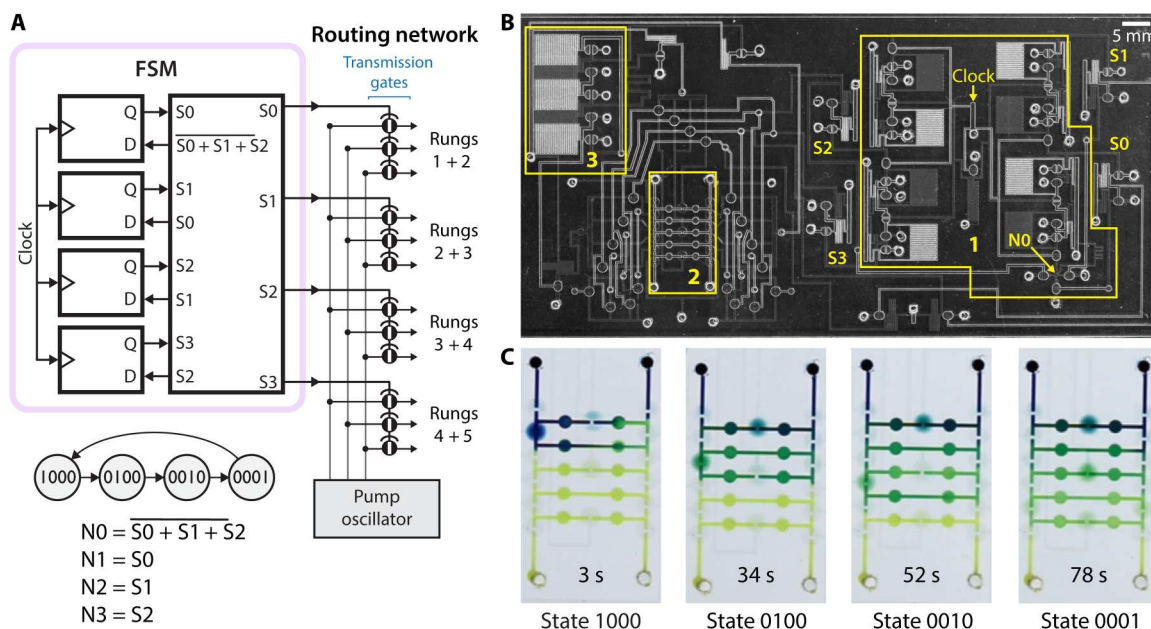 A
FSM
Routing network
Transmission
gates
Clock
Q
D
S0
S0 + S1 + S2
Q
D
S1
S0
Q
D
S2
S1
Q
D
S3
S2
S0
S1
S2
S3
Rungs
1 + 2
Rungs
2 + 3
Rungs
3 + 4
Rungs
4 + 5
Pump
oscillator
1000
0100
0010
0001
N0 = S0 + S1 + S2
N1 = S0
N2 = S1
N3 = S2
B
5 mm
Clock
S1
S0
S2
S3
N0
1
2
3
C
3 s
34 s
52 s
78 s
State 1000
State 0100
State 0010
State 0001